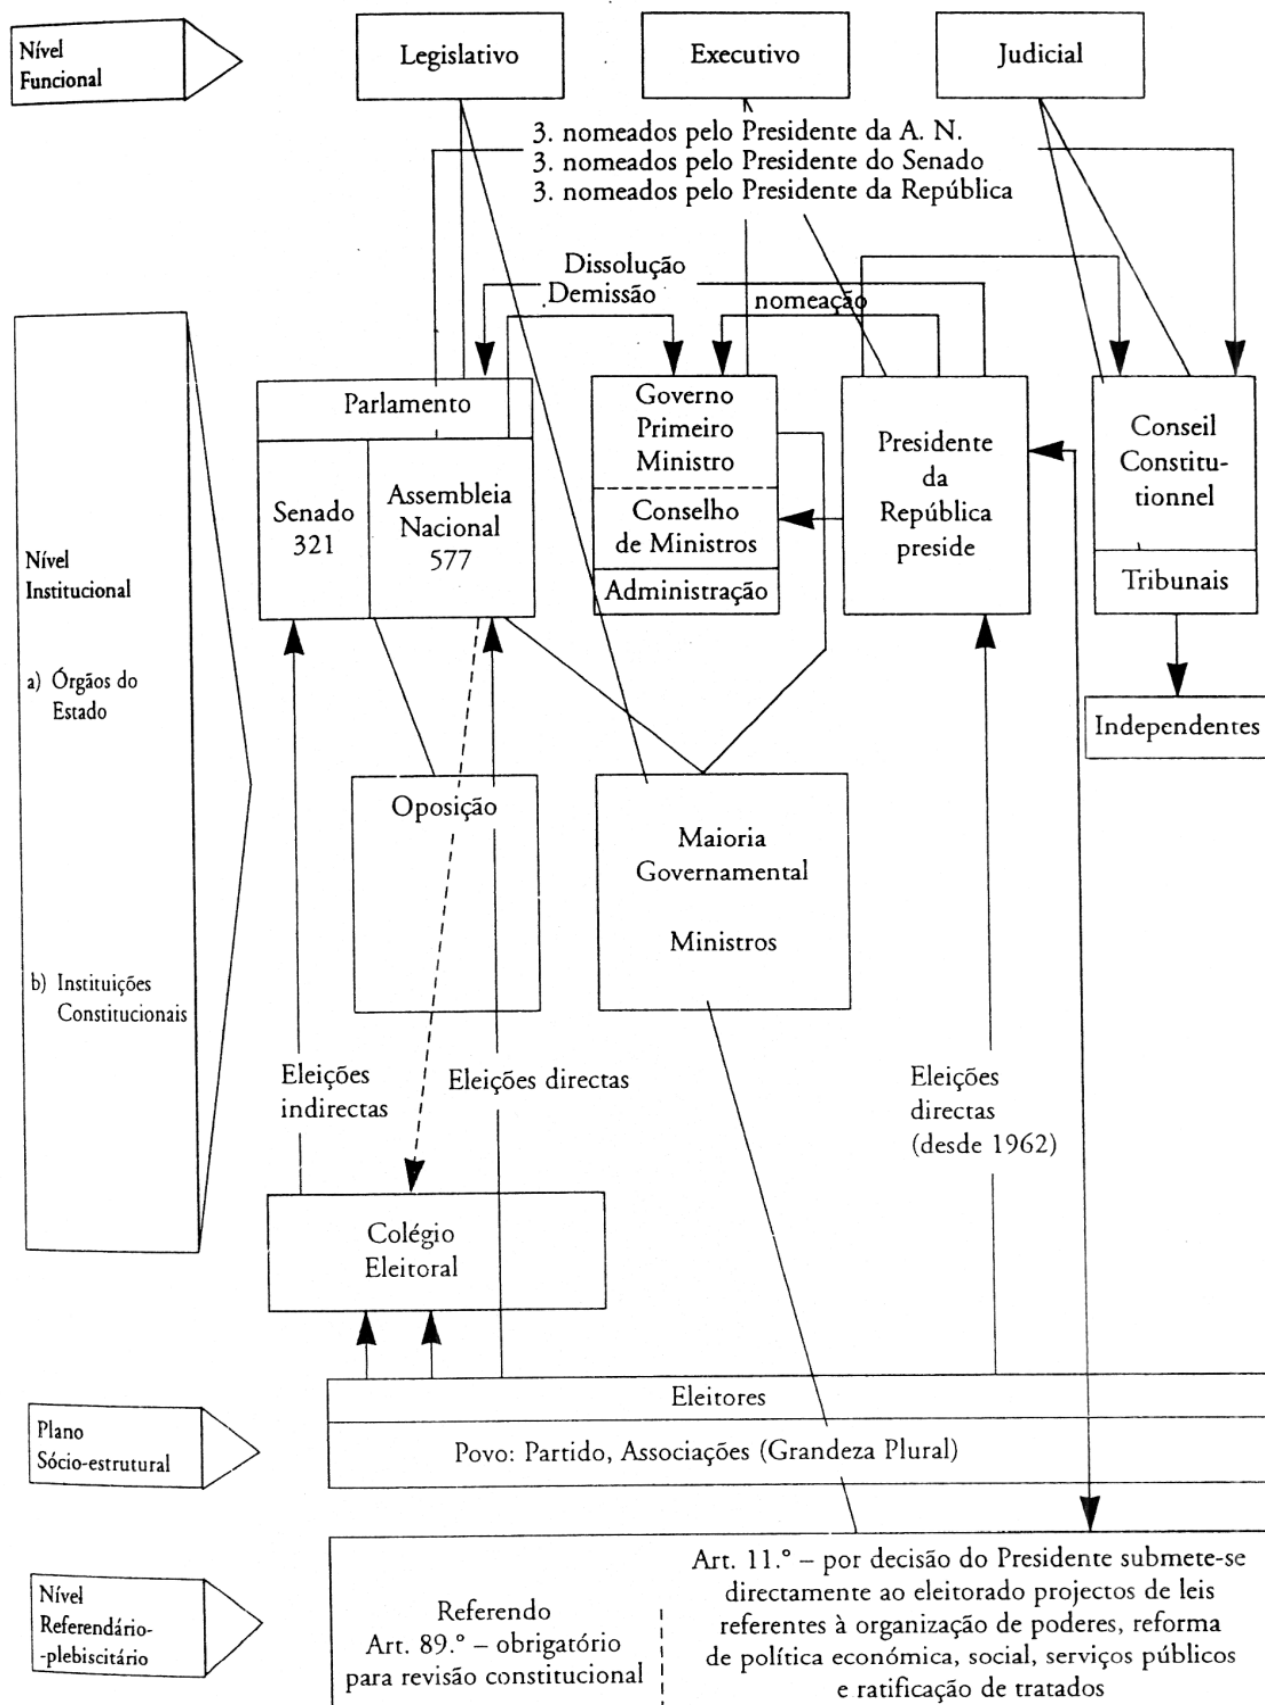 Nível
Funcional
Legislativo
Executivo
Judicial
3. nomeados pelo Presidente da A. N.
3. nomeados pelo Presidente do Senado
3. nomeados pelo Presidente da República
Dissolução
Demissão
nomeação
Nível
Institucional
a) Órgãos do
Estado
b) Instituições
Constitucionais
Parlamento
Senado
321
Assembleia
Nacional
577
Governo
Primeiro
Ministro
Conselho
de Ministros
Administração
Presidente
da
República
preside
Conseil
Constitu-
tionnel
Tribunais
Independentes
Oposição
Maioria
Governamental
Ministros
Eleições
indirectas
Eleições directas
Eleições
directas
(desde 1962)
Colégio
Eleitoral
Plano
Sócio-estrutural
Eleitores
Povo: Partido, Associações (Grandeza Plural)
Nível
Referendário-
-plebiscitário
Referendo
Art. 89.º – obrigatório
para revisão constitucional
Art. 11.º – por decisão do Presidente submete-se
directamente ao eleitorado projectos de leis
referentes à organização de poderes, reforma
de política económica, social, serviços públicos
e ratificação de tratados